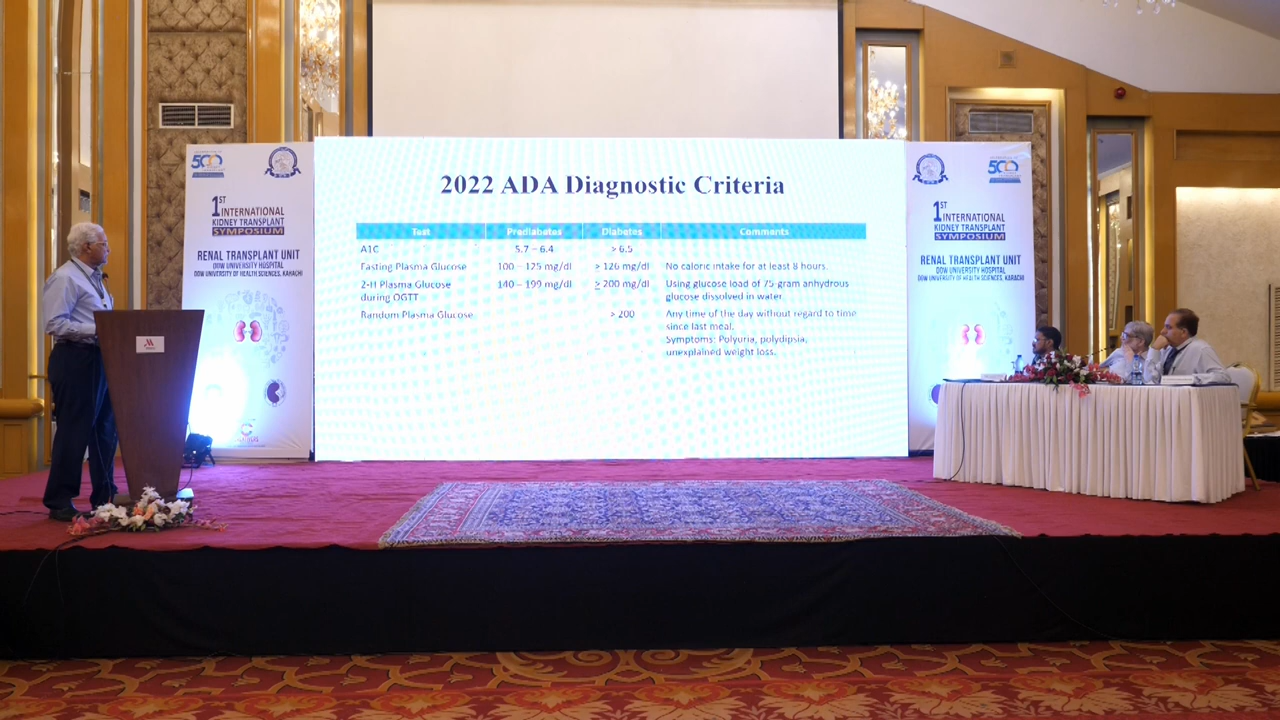 500
1ST
INTERNATIONAL
KIDNEY TRANSPLANT
SYMPOSIUM
RENAL TRANSPLANT UNIT
DOW UNIVERSITY HOSPITAL
DOW UNIVERSITY OF HEALTH SCIENCES, KARACHI
2022 ADA Diagnostic Criteria
Test Prediabetes Diabetes Comments
A1C 5.7 – 6.4 > 6.5
Fasting Plasma Glucose 100 – 125 mg/dl > 126 mg/dl No caloric intake for at least 8 hours.
2-H Plasma Glucose during OGTT 140 – 199 mg/dl ≥ 200 mg/dl Using glucose load of 75 gram anhydrous
glucose dissolved in water
Random Plasma Glucose > 200 Any time of the day without regard to time
since last meal.
Symptoms: Polyuria, polydipsia,
unexplained weight loss.
500
1ST
INTERNATIONAL
KIDNEY TRANSPLANT
SYMPOSIUM
RENAL TRANSPLANT UNIT
DOW UNIVERSITY HOSPITAL
DOW UNIVERSITY OF HEALTH SCIENCES, KARACHI